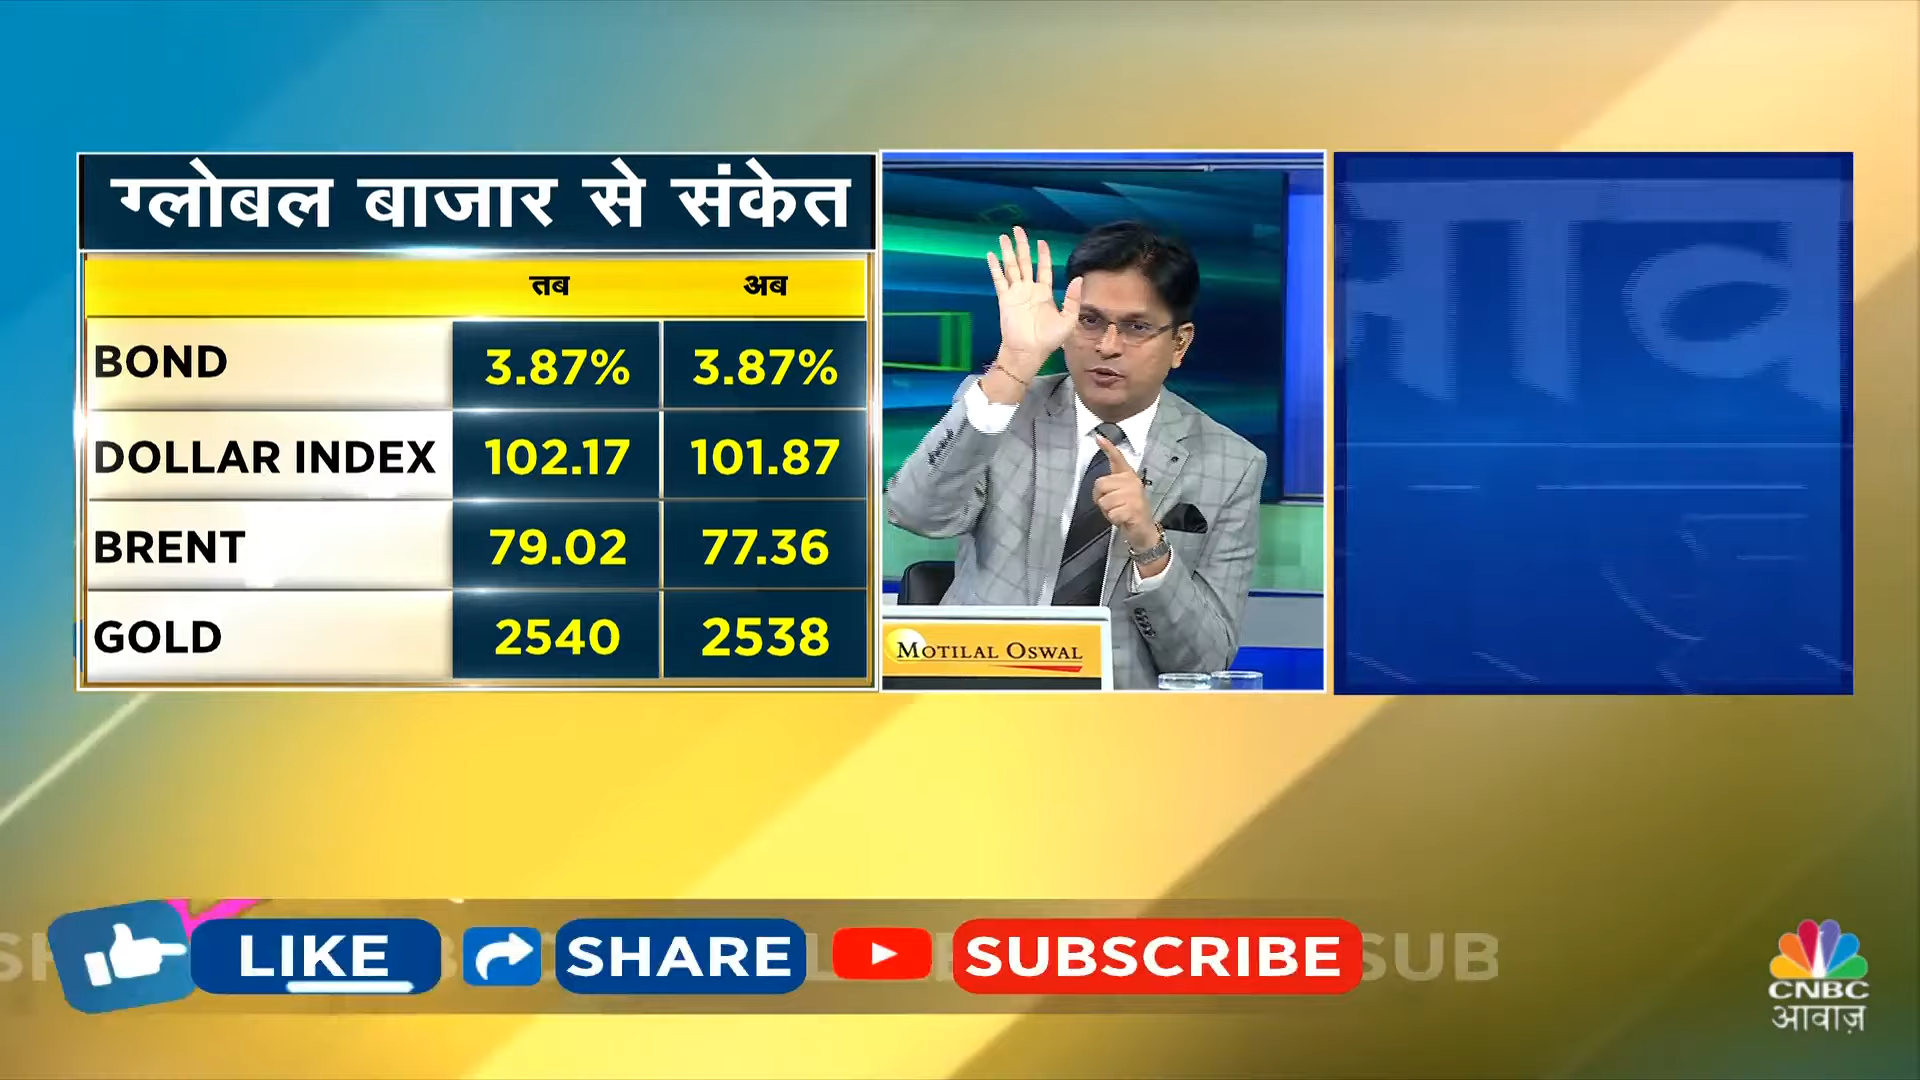 ग्लोबल बाजार से संकेत
तब अब
BOND 3.87% 3.87%
DOLLAR INDEX 102.17 101.87
BRENT 79.02 77.36
GOLD 2540 2538
MOTILAL OSWAL
LIKE SHARE SUBSCRIBE
SUB
CNBC
आवाज़